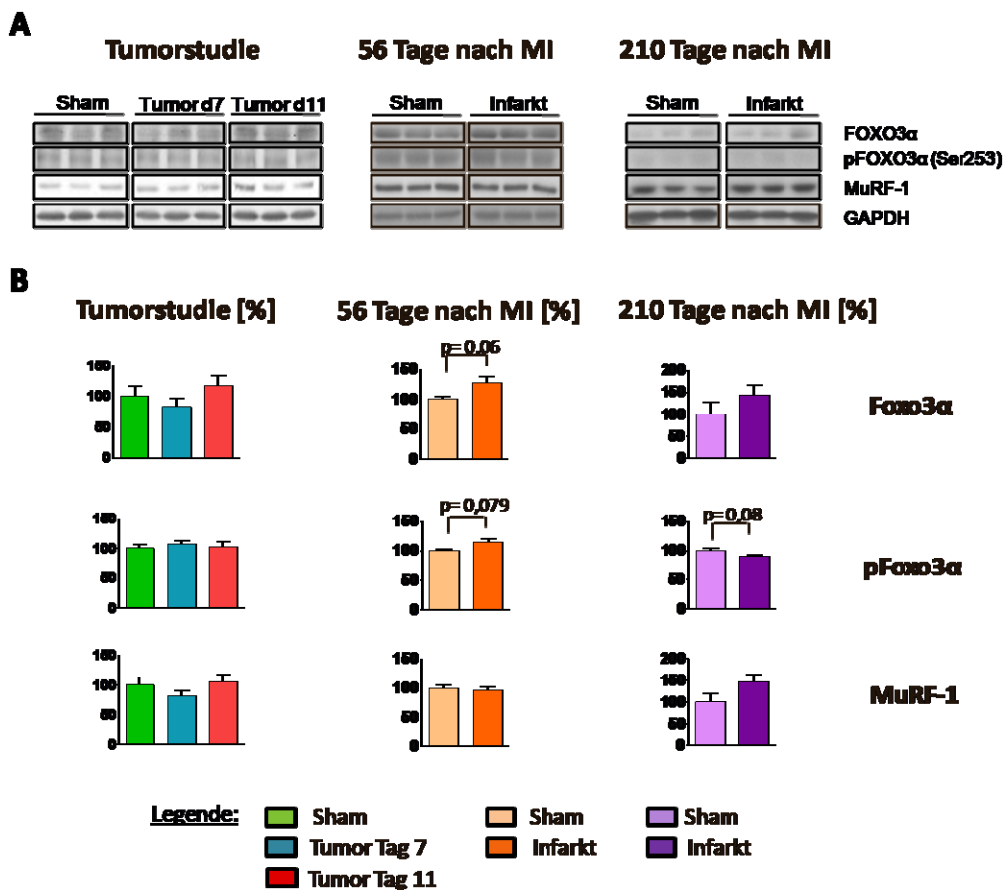 A
Tumorstudie
56 Tage nach MI
210 Tage nach MI
Sham
Tumor d7
Tumor d11
Sham
Infarkt
Sham
Infarkt
FOXO3α
pFOXO3α (Ser253)
MuRF-1
GAPDH
B
Tumorstudie [%]
56 Tage nach MI [%]
210 Tage nach MI [%]
150
100
50
0
p= 0,06
150
100
50
0
200
150
100
50
0
Foxo3α
150
100
50
0
p= 0,079
150
100
50
0
p= 0,08
150
100
50
0
pFoxo3α
150
100
50
0
150
100
50
0
200
150
100
50
0
MuRF-1
Legende:
Sham
Sham
Sham
Tumor Tag 7
Infarkt
Infarkt
Tumor Tag 11